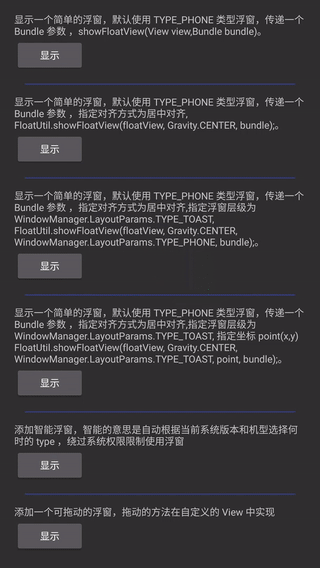 显示一个简单的浮窗，默认使用 TYPE_PHONE 类型浮窗，传递一个
Bundle 参数 ，showFloatView(View view,Bundle bundle)。
显示
显示一个简单的浮窗，默认使用 TYPE_PHONE 类型浮窗，传递一个
Bundle 参数 ，指定对齐方式为居中对齐,
FloatUtil.showFloatView(floatView, Gravity.CENTER, bundle);。
显示
显示一个简单的浮窗，默认使用 TYPE_PHONE 类型浮窗，传递一个
Bundle 参数 ，指定对齐方式为居中对齐,指定浮窗层级为
WindowManager.LayoutParams.TYPE_TOAST,
FloatUtil.showFloatView(floatView, Gravity.CENTER,
WindowManager.LayoutParams.TYPE_PHONE, bundle);。
显示
显示一个简单的浮窗，默认使用 TYPE_PHONE 类型浮窗，传递一个
Bundle 参数 ，指定对齐方式为居中对齐,指定浮窗层级为
WindowManager.LayoutParams.TYPE_TOAST, 指定坐标 point(x,y)
FloatUtil.showFloatView(floatView, Gravity.CENTER,
WindowManager.LayoutParams.TYPE_TOAST, point, bundle);。
显示
添加智能浮窗，智能的意思是自动根据当前系统版本和机型选择何
时的 type ，绕过系统权限限制使用浮窗
显示
添加一个可拖动的浮窗，拖动的方法在自定义的 View 中实现
显示